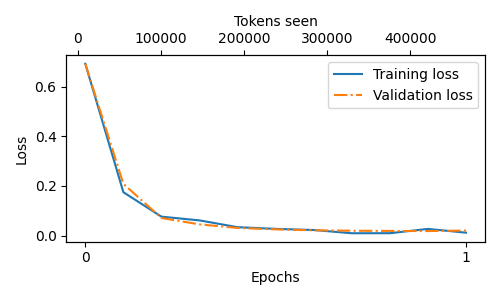 Tokens seen
0 100000 200000 300000 400000
Training loss
Validation loss
0.6
0.4
0.2
0.0
Loss
0 1
Epochs